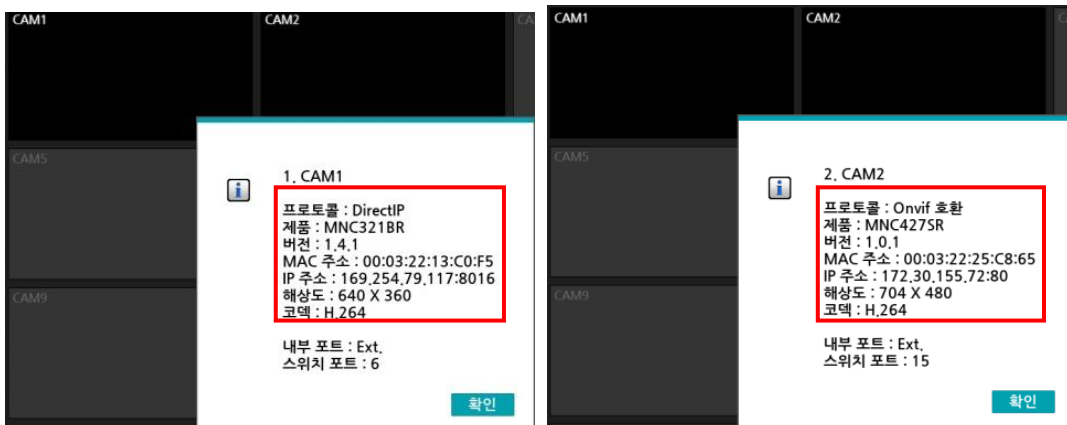 CAM1
CAM2
CA
CAM5
CAM9
1. CAM1
프로토콜 : DirectIP
제품 : MNC321BR
버전 : 1.4.1
MAC 주소 : 00:03:22:13:C0:F5
IP 주소 : 169.254.79.117:8016
해상도 : 640 X 360
코덱 : H.264
내부 포트 : Ext.
스위치 포트 : 6
확인
CAM1
CAM2
C
CAM5
CAM9
2. CAM2
프로토콜 : Onvif 호환
제품 : MNC427SR
버전 : 1.0.1
MAC 주소 : 00:03:22:25:C8:65
IP 주소 : 172.30.155.72:80
해상도 : 704 X 480
코덱 : H.264
내부 포트 : Ext.
스위치 포트 : 15
확인